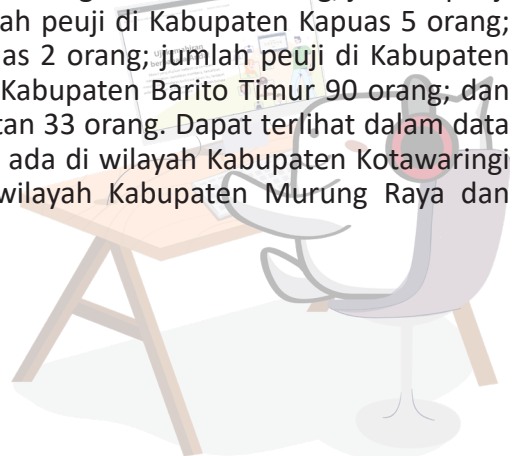 ah peuji di Kabupaten Kapuas 5 orang;
as 2 orang; jumlah peuji di Kabupaten
Kabupaten Barito Timur 90 orang; dan
tan 33 orang. Dapat terlihat dalam data
ada di wilayah Kabupaten Kotawaringi
wilayah Kabupaten Murung Raya dan